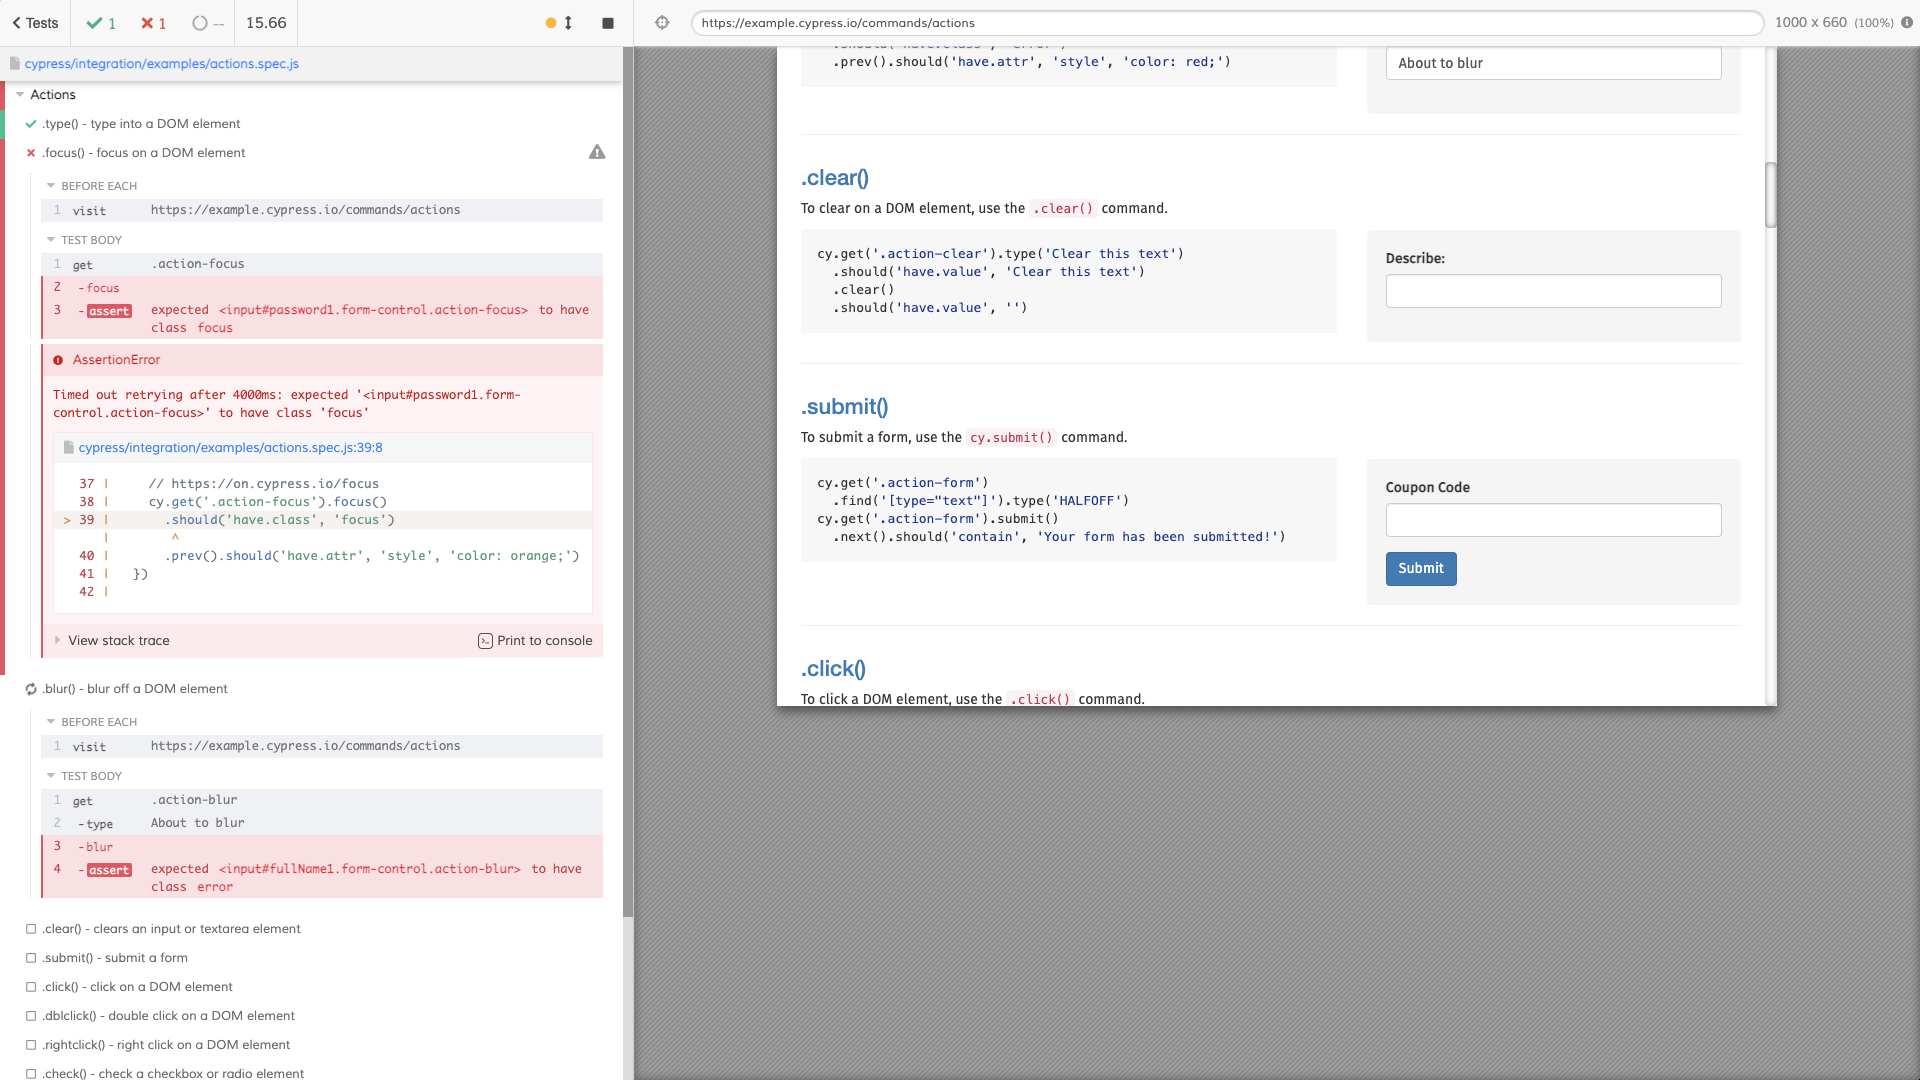 Tests
1
1
--
15.66
https://example.cypress.io/commands/actions
1000 x 660 (100%)
cypress/integration/examples/actions.spec.js
Actions
.type() - type into a DOM element
.focus() - focus on a DOM element
BEFORE EACH
1 visit https://example.cypress.io/commands/actions
TEST BODY
1 get .action-focus
2 -focus
3 -assert expected <input#password1.form-control.action-focus> to have
class focus
AssertionError
Timed out retrying after 4000ms: expected '<input#password1.form-
control.action-focus>' to have class 'focus'
cypress/integration/examples/actions.spec.js:39:8
37 | // https://on.cypress.io/focus
38 | cy.get('.action-focus').focus()
> 39 | .should('have.class', 'focus')
| ^
40 | .prev().should('have.attr', 'style', 'color: orange;')
41 | })
42 |
View stack trace
Print to console
.blur() - blur off a DOM element
BEFORE EACH
1 visit https://example.cypress.io/commands/actions
TEST BODY
1 get .action-blur
2 -type About to blur
3 -blur
4 -assert expected <input#fullName1.form-control.action-blur> to have
class error
.clear() - clears an input or textarea element
.submit() - submit a form
.click() - click on a DOM element
.dblclick() - double click on a DOM element
.rightclick() - right click on a DOM element
.check() - check a checkbox or radio element
.prev().should('have.attr', 'style', 'color: red;')
About to blur
.clear()
To clear on a DOM element, use the .clear() command.
cy.get('.action-clear').type('Clear this text')
.should('have.value', 'Clear this text')
.clear()
.should('have.value', '')
Describe:
.submit()
To submit a form, use the cy.submit() command.
cy.get('.action-form')
.find('[type="text"]').type('HALFOFF')
cy.get('.action-form').submit()
.next().should('contain', 'Your form has been submitted!')
Coupon Code
Submit
.click()
To click a DOM element, use the .click() command.